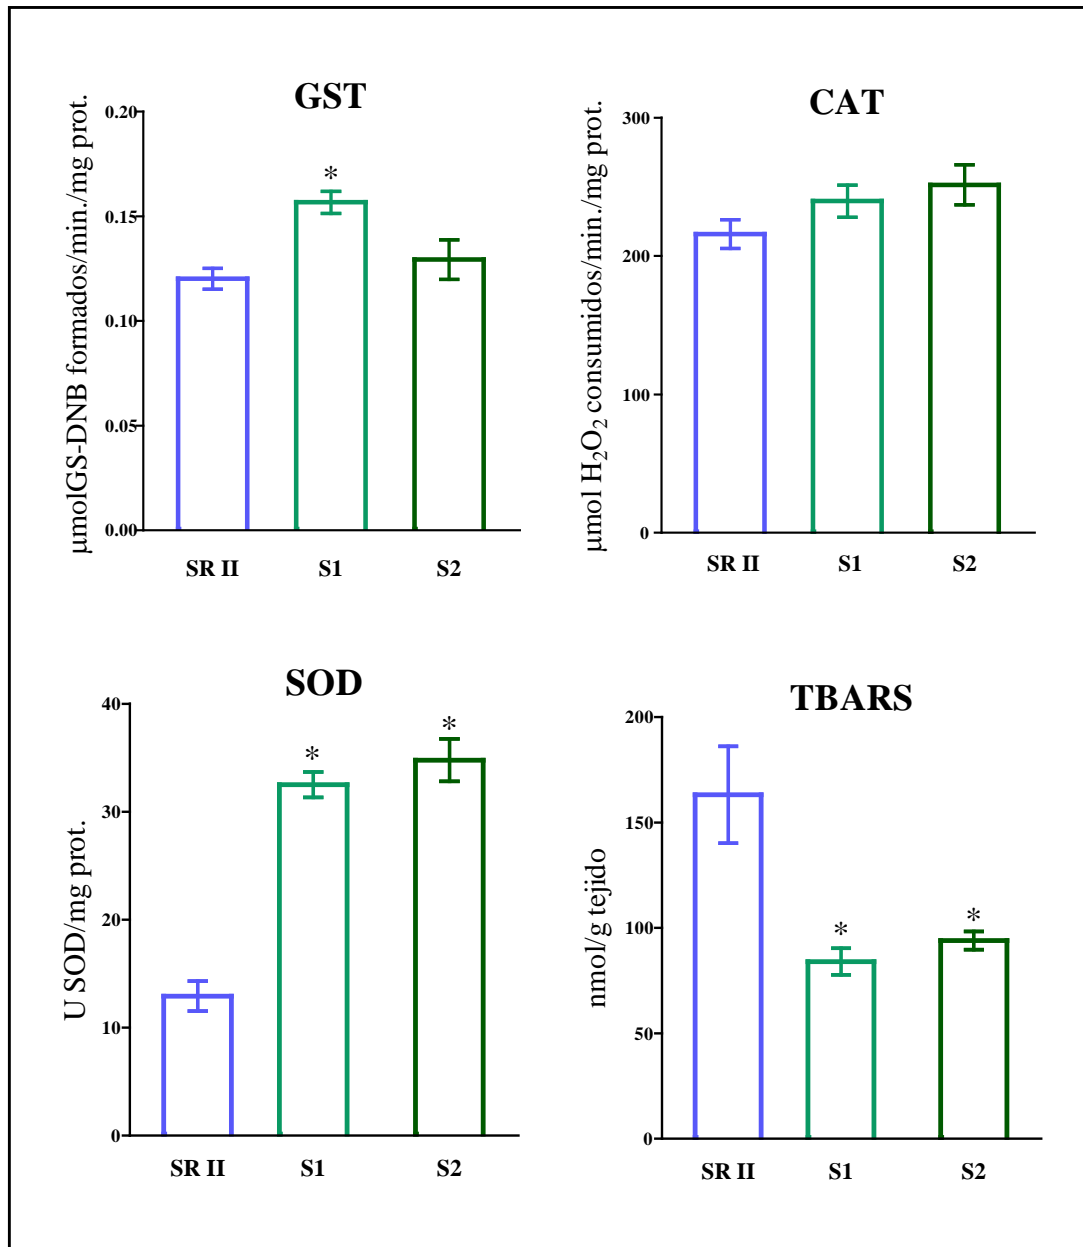 GST
µmolGS-DNB formados/min./mg prot.
0.20
0.15
0.10
0.05
0.00
*
SR II S1 S2
CAT
µmol H₂O₂ consumidos/min./mg prot.
300
200
100
0
SR II S1 S2
SOD
U SOD/mg prot.
40
30
20
10
0
* *
SR II S1 S2
TBARS
nmol/g tejido
200
150
100
50
0
* *
SR II S1 S2